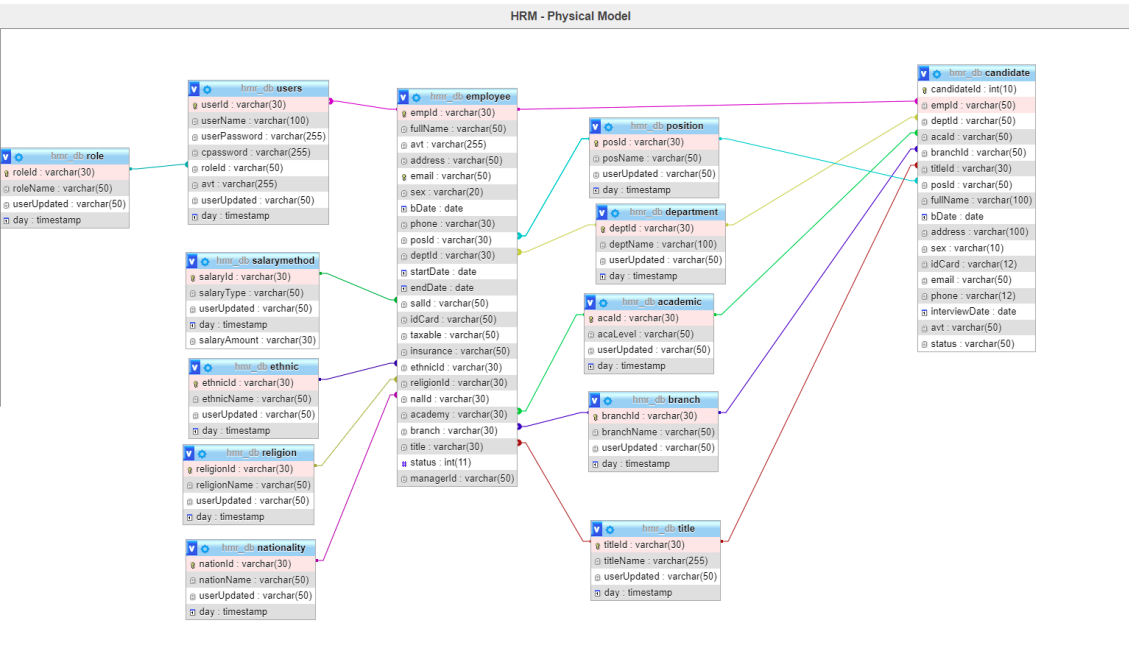 HRM - Physical Model
hmr_db role
roleId : varchar(30)
roleName : varchar(50)
userUpdated : varchar(50)
day : timestamp
hmr_db users
userId : varchar(30)
userName : varchar(100)
userPassword : varchar(255)
cpassword : varchar(255)
roleId : varchar(50)
avt : varchar(255)
userUpdated : varchar(50)
day : timestamp
hmr_db salarymethod
salaryId : varchar(30)
salaryType : varchar(50)
userUpdated : varchar(50)
day : timestamp
salaryAmount : varchar(30)
hmr_db ethnic
ethnicId : varchar(30)
ethnicName : varchar(50)
userUpdated : varchar(50)
day : timestamp
hmr_db religion
religionId : varchar(30)
religionName : varchar(50)
userUpdated : varchar(50)
day : timestamp
hmr_db nationality
nationId : varchar(30)
nationName : varchar(50)
userUpdated : varchar(50)
day : timestamp
hmr_db employee
empId : varchar(30)
fullName : varchar(50)
avt : varchar(255)
address : varchar(50)
email : varchar(50)
sex : varchar(20)
bDate : date
phone : varchar(30)
posId : varchar(30)
deptId : varchar(30)
startDate : date
endDate : date
salId : varchar(50)
idCard : varchar(50)
taxable : varchar(50)
insurance : varchar(50)
ethnicId : varchar(30)
religionId : varchar(30)
nalId : varchar(30)
academy : varchar(30)
branch : varchar(30)
title : varchar(30)
status : int(11)
managerId : varchar(50)
hmr_db position
posId : varchar(30)
posName : varchar(50)
userUpdated : varchar(50)
day : timestamp
hmr_db department
deptId : varchar(30)
deptName : varchar(100)
userUpdated : varchar(50)
day : timestamp
hmr_db academic
acaId : varchar(30)
acaLevel : varchar(50)
userUpdated : varchar(50)
day : timestamp
hmr_db branch
branchId : varchar(30)
branchName : varchar(50)
userUpdated : varchar(50)
day : timestamp
hmr_db title
titleId : varchar(30)
titleName : varchar(255)
userUpdated : varchar(50)
day : timestamp
hmr_db candidate
candidateId : int(10)
empId : varchar(50)
deptId : varchar(50)
acaId : varchar(50)
branchId : varchar(50)
titleId : varchar(30)
posId : varchar(50)
fullName : varchar(100)
bDate : date
address : varchar(100)
sex : varchar(10)
idCard : varchar(12)
email : varchar(50)
phone : varchar(12)
interviewDate : date
avt : varchar(50)
status : varchar(50)